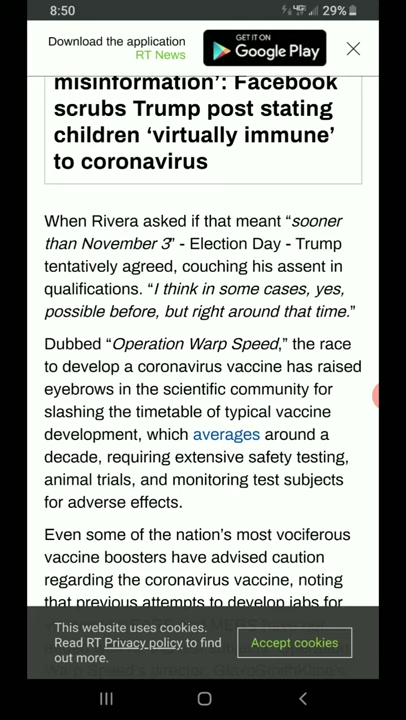 8:50
4G
29%
Download the application
RT News
GET IT ON
Google Play
misinformation’: Facebook
scrubs Trump post stating
children ‘virtually immune’
to coronavirus
When Rivera asked if that meant “sooner
than November 3” - Election Day - Trump
tentatively agreed, couching his assent in
qualifications. “I think in some cases, yes,
possible before, but right around that time.”
Dubbed “Operation Warp Speed,” the race
to develop a coronavirus vaccine has raised
eyebrows in the scientific community for
slashing the timetable of typical vaccine
development, which averages around a
decade, requiring extensive safety testing,
animal trials, and monitoring test subjects
for adverse effects.
Even some of the nation’s most vociferous
vaccine boosters have advised caution
regarding the coronavirus vaccine, noting
that previous attempts to develop jabs for
This website uses cookies.
Read RT Privacy policy to find
out more.
Accept cookies